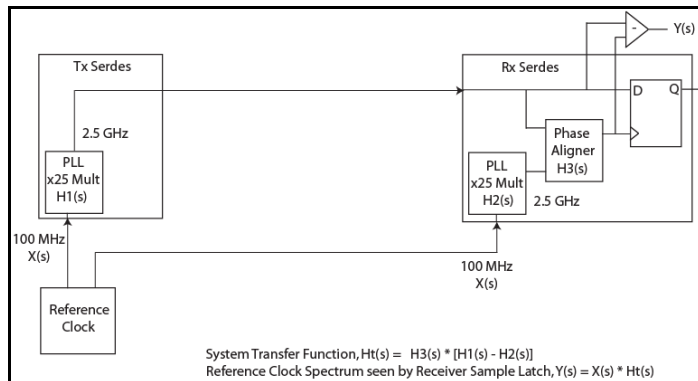 Y(s)
-
Tx Serdes
Rx Serdes
D
Q
2.5 GHz
Phase
Aligner
H3(s)
PLL
x25 Mult
H1(s)
PLL
x25 Mult
H2(s)
2.5 GHz
100 MHz
X(s)
100 MHz
X(s)
Reference
Clock
System Transfer Function, Ht(s) = H3(s) * [H1(s) - H2(s)]
Reference Clock Spectrum seen by Receiver Sample Latch, Y(s) = X(s) * Ht(s)